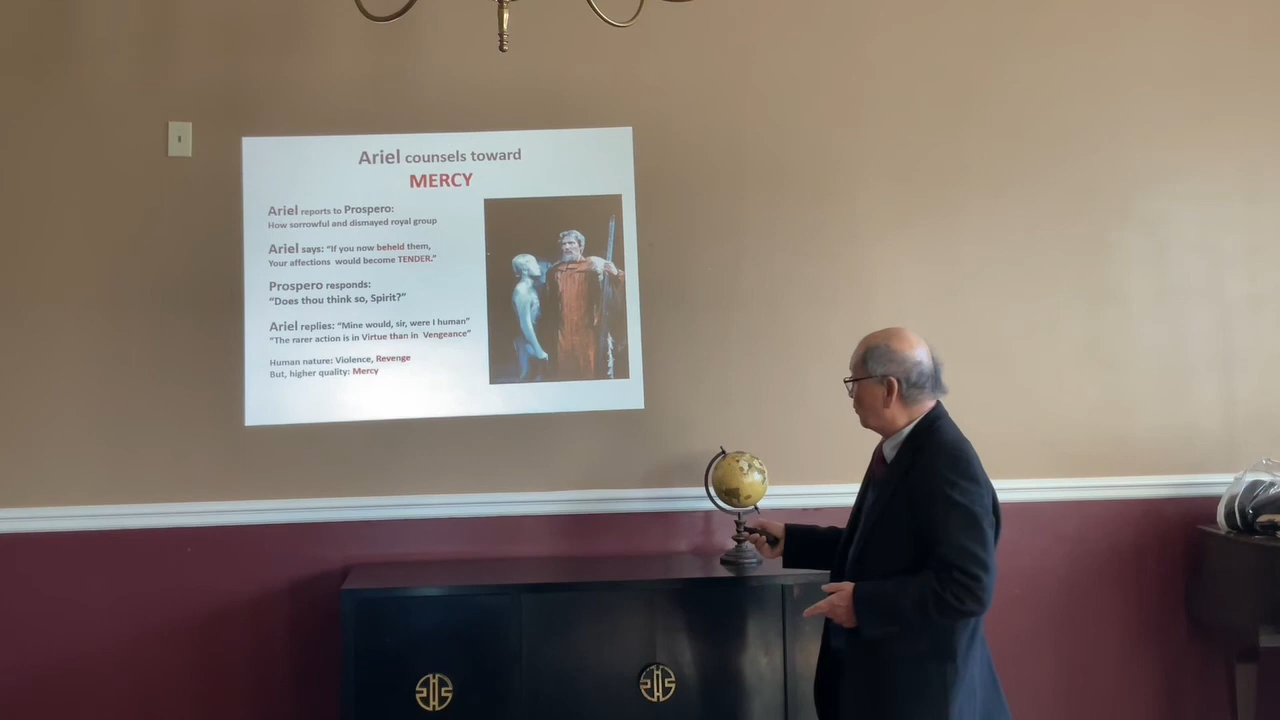 Ariel counsels toward
MERCY
Ariel reports to Prospero:
How sorrowful and dismayed royal group
Ariel says: “If you now beheld them,
Your affections would become TENDER.”
Prospero responds:
“Does thou think so, Spirit?”
Ariel replies: “Mine would, sir, were I human”
“The rarer action is in Virtue than in Vengeance”
Human nature: Violence, Revenge
But, higher quality: Mercy